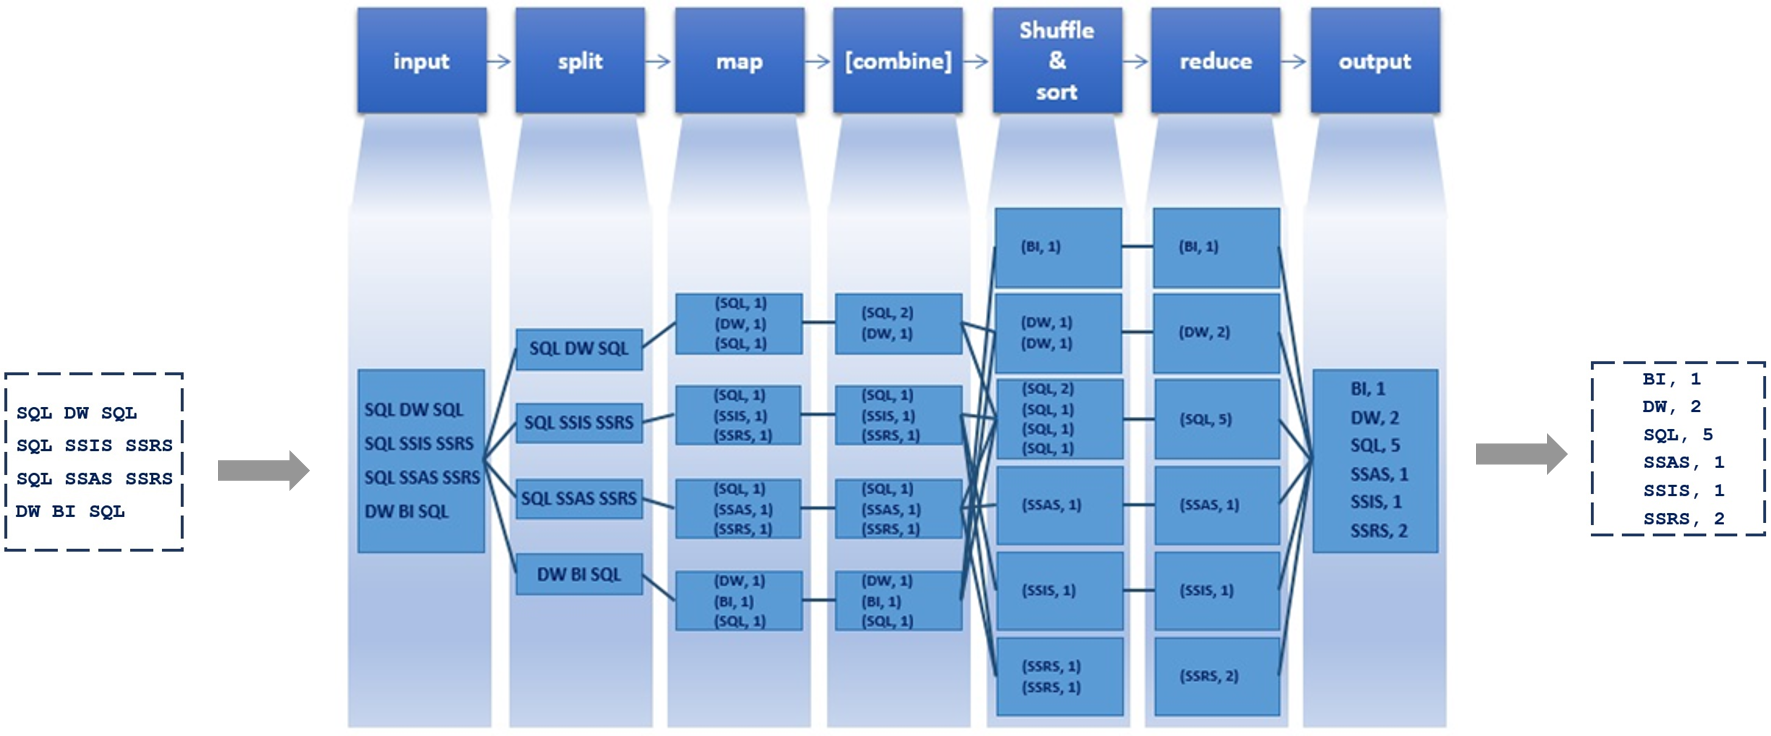 input
split
map
[combine]
Shuffle
&
sort
reduce
output
SQL DW SQL
SQL SSIS SSRS
SQL SSAS SSRS
DW BI SQL
SQL DW SQL
SQL SSIS SSRS
SQL SSAS SSRS
DW BI SQL
SQL DW SQL
SQL SSIS SSRS
SQL SSAS SSRS
DW BI SQL
(SQL, 1)
(DW, 1)
(SQL, 1)
(SQL, 1)
(SSIS, 1)
(SSRS, 1)
(SQL, 1)
(SSAS, 1)
(SSRS, 1)
(DW, 1)
(BI, 1)
(SQL, 1)
(SQL, 2)
(DW, 1)
(SQL, 1)
(SSIS, 1)
(SSRS, 1)
(SQL, 1)
(SSAS, 1)
(SSRS, 1)
(DW, 1)
(BI, 1)
(SQL, 1)
(BI, 1)
(DW, 1)
(DW, 1)
(SQL, 2)
(SQL, 1)
(SQL, 1)
(SQL, 1)
(SSAS, 1)
(SSIS, 1)
(SSRS, 1)
(SSRS, 1)
(BI, 1)
(DW, 2)
(SQL, 5)
(SSAS, 1)
(SSIS, 1)
(SSRS, 2)
BI, 1
DW, 2
SQL, 5
SSAS, 1
SSIS, 1
SSRS, 2
BI, 1
DW, 2
SQL, 5
SSAS, 1
SSIS, 1
SSRS, 2